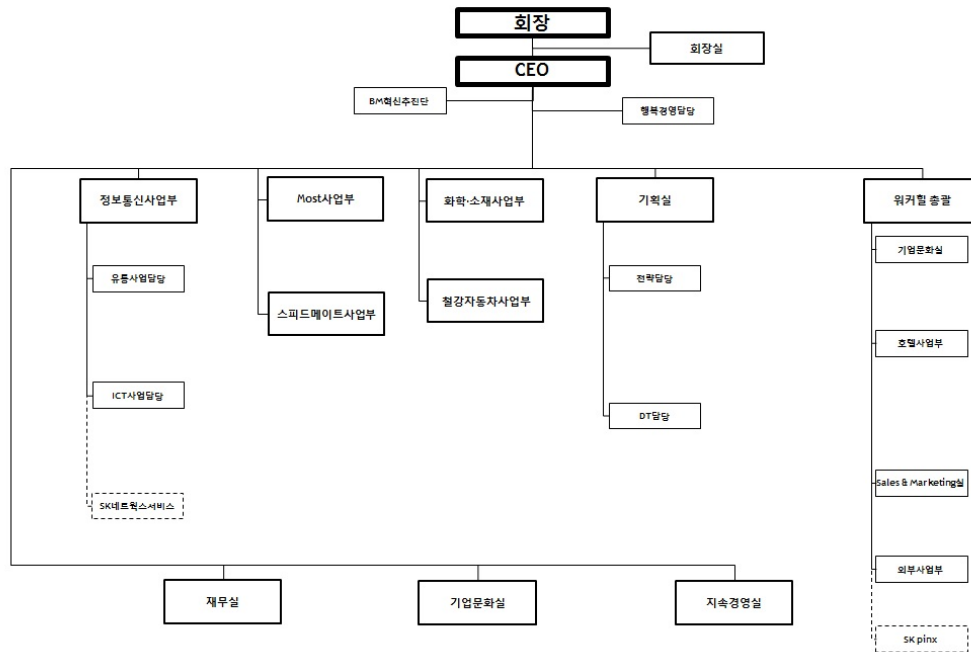 회장
회장실
CEO
BM혁신추진단
행복경영담당
정보통신사업부
Most사업부
화학·소재사업부
기획실
워커힐 총괄
기업문화실
유통사업담당
전략담당
스피드메이트사업부
철강자동차사업부
호텔사업부
ICT사업담당
DT담당
Sales & Marketing실
SK네트웍스서비스
외부사업부
재무실
기업문화실
지속경영실
SK pinx